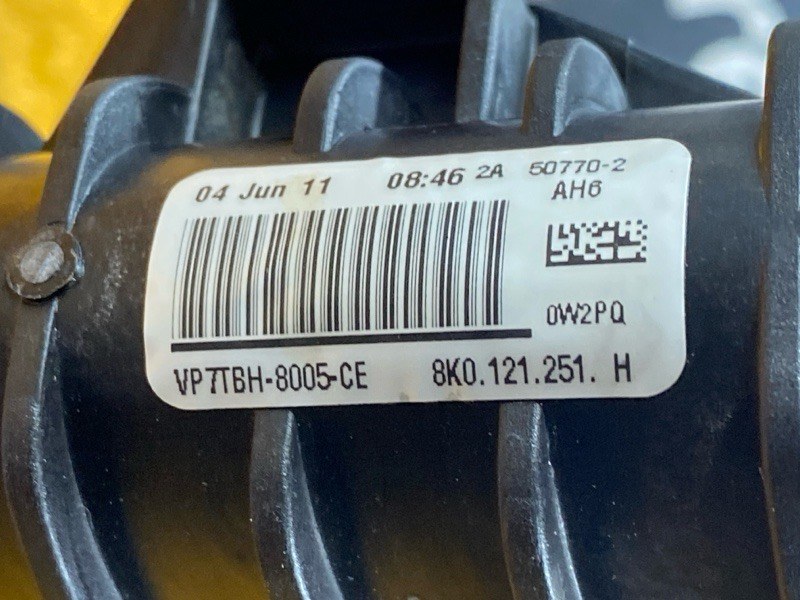 04 Jun 11 08:46 2A 50770-2
AH6
0W2PQ
VP7TBH-8005-CE 8K0.121.251. H